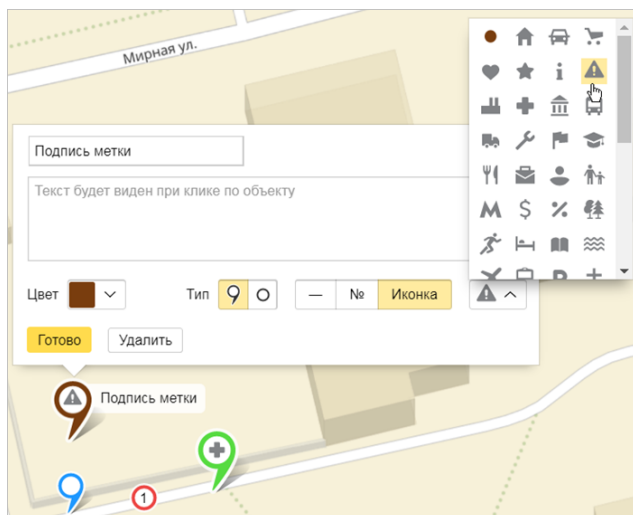 Мирная ул.
Подпись метки
Текст будет виден при клике по объекту
Цвет
Тип
— № Иконка
Готово
Удалить
Подпись метки
1